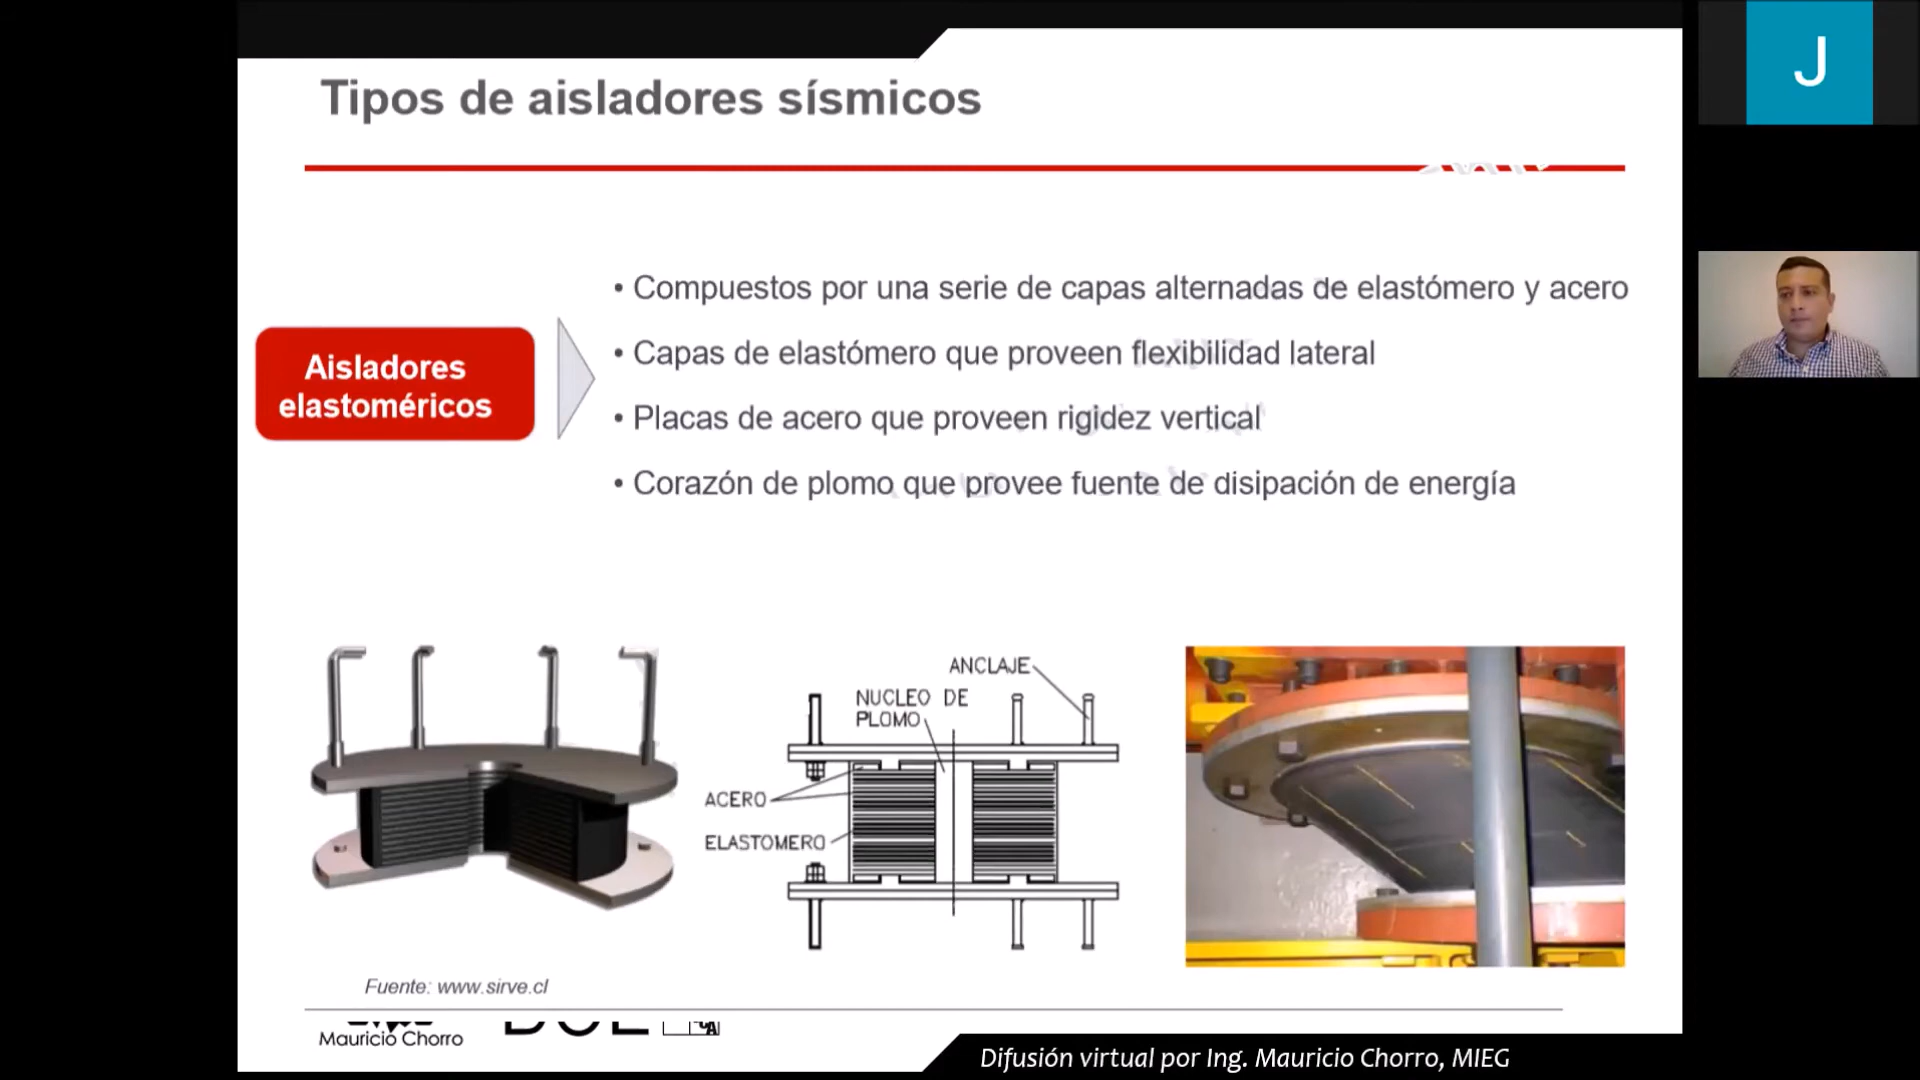 Tipos de aisladores sísmicos
J
• Compuestos por una serie de capas alternadas de elastómero y acero
• Capas de elastómero que proveen flexibilidad lateral
• Placas de acero que proveen rigidez vertical
• Corazón de plomo que provee fuente de disipación de energía
Aisladores
elastoméricos
ANCLAJE
NUCLEO DE
PLOMO
ACERO
ELASTOMERO
Fuente: www.sirve.cl
Mauricio Chorro
Difusión virtual por Ing. Mauricio Chorro, MIEG